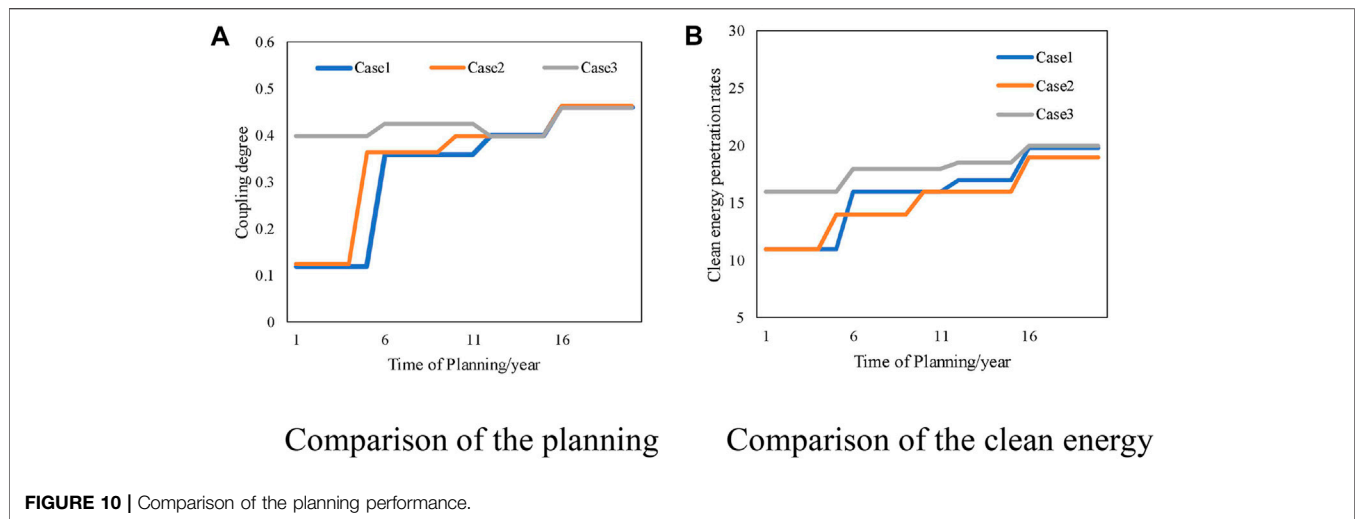 A
0.6
Case1 Case2 Case3
0.5
0.4
0.3
0.2
0.1
0
Coupling degree
1 6 11 16
Time of Planning/year
Comparison of the planning
B
30
Case1
25
Case2
Case3
20
15
10
5
Clean energy penetration rates
1 6 11 16
Time of Planning/year
Comparison of the clean energy
FIGURE 10 | Comparison of the planning performance.